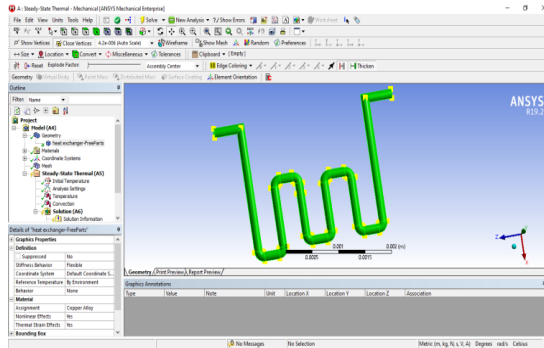 A : Steady-State Thermal - Mechanical [ANSYS Mechanical Enterprise]
File Edit View Units Tools Help
Solve New Analysis ?/ Show Errors Worksheet
Show Vertices Close Vertices 4.2e-006 (Auto Scale) Wireframe Show Mesh Random Preferences
Size Location Convert Miscellaneous Tolerances Clipboard [Empty]
Reset Explode Factor: Assembly Center Edge Coloring Thicken
Geometry Virtual Body Point Mass Distributed Mass Surface Coating Element Orientation
Outline
Filter: Name
Project
Model (A4)
Geometry
heat exchanger-FreeParts
Materials
Coordinate Systems
Mesh
Steady-State Thermal (A5)
Initial Temperature
Analysis Settings
Temperature
Convection
Solution (A6)
Solution Information
ANSYS
R19.2
0.001 0.002 (m)
0.0005 0.0015
Z
Geometry Print Preview Report Preview
Details of "heat exchanger-FreeParts"
Graphics Properties
Definition
Suppressed No
Stiffness Behavior Flexible
Coordinate System Default Coordinate S...
Reference Temperature By Environment
Behavior None
Material
Assignment Copper Alloy
Nonlinear Effects Yes
Thermal Strain Effects Yes
Bounding Box
Graphics Annotations
Type Value Note Unit Location X Location Y Location Z Association
No Messages No Selection Metric (m, kg, N, s, V, A) Degrees rad/s Celsius